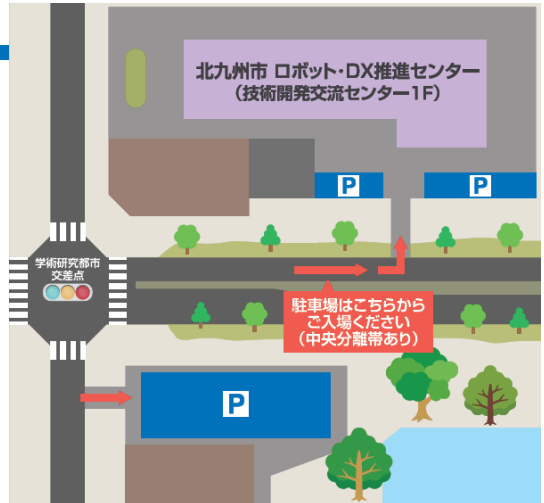 北九州市 ロボット・DX推進センター
（技術開発交流センター1F）
P
P
学術研究都市
交差点
駐車場はこちらから
ご入場ください
（中央分離帯あり）
P